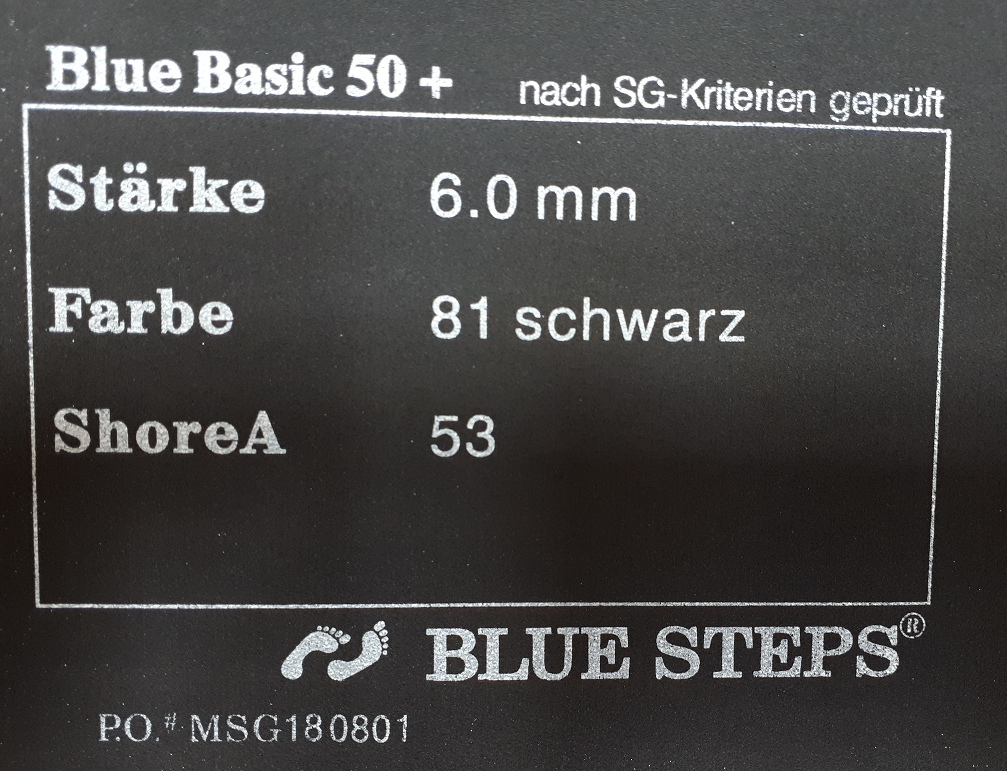 Blue Basic 50 + nach SG-Kriterien geprüft
Stärke 6.0 mm
Farbe 81 schwarz
ShoreA 53
BLUE STEPS®
P.O.# MSG180801